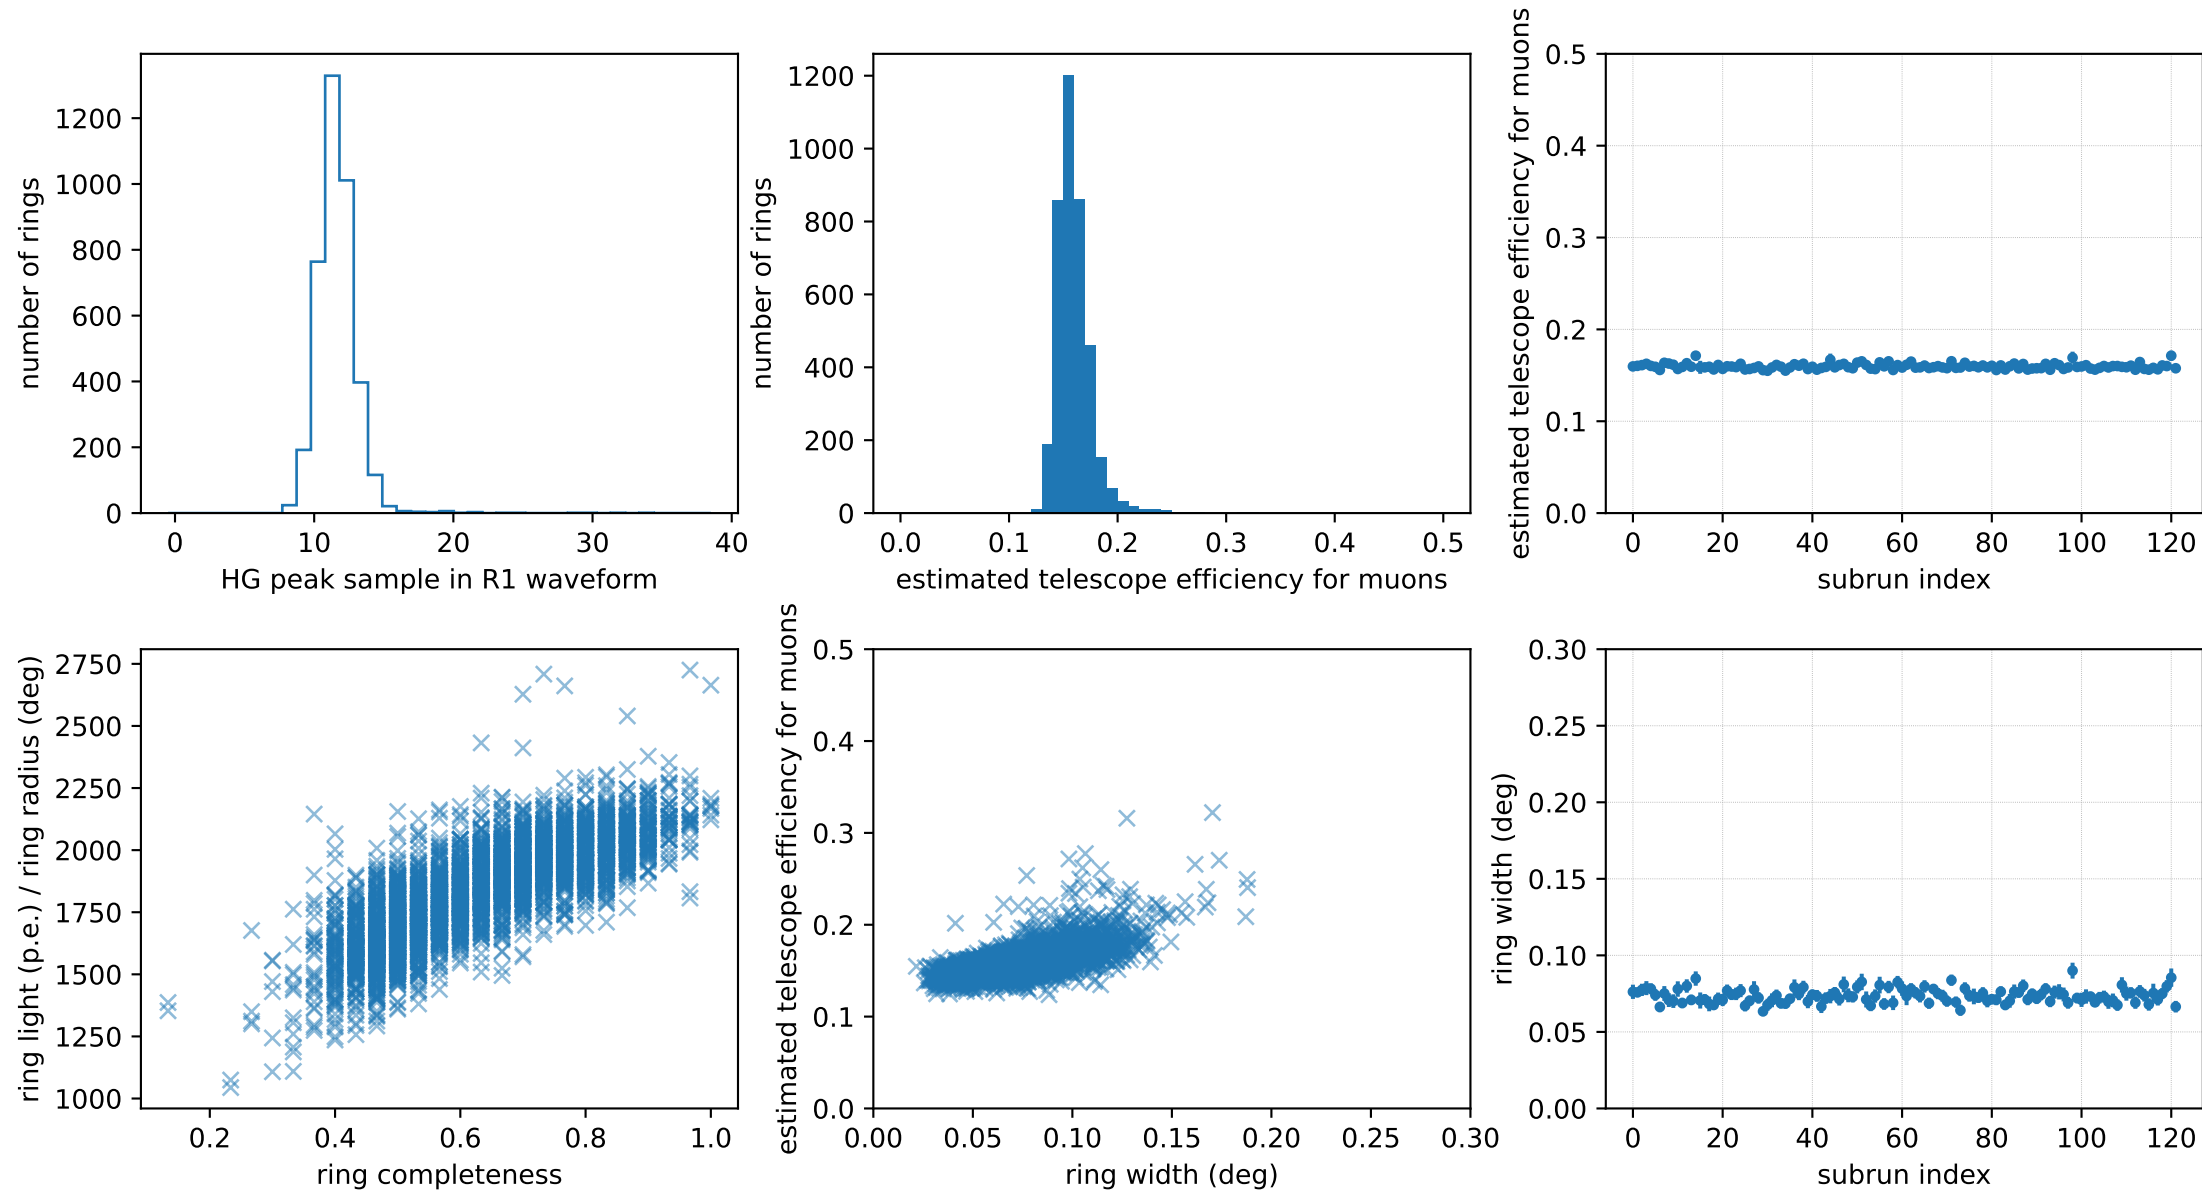 number of rings
1200
1000
800
600
400
200
0
0 10 20 30 40
HG peak sample in R1 waveform
number of rings
1200
1000
800
600
400
200
0
0.0 0.1 0.2 0.3 0.4 0.5
estimated telescope efficiency for muons
estimated telescope efficiency for muons
0.5
0.4
0.3
0.2
0.1
0.0
0 20 40 60 80 100 120
subrun index
ring light (p.e.) / ring radius (deg)
2750
2500
2250
2000
1750
1500
1250
1000
0.2 0.4 0.6 0.8 1.0
ring completeness
estimated telescope efficiency for muons
0.5
0.4
0.3
0.2
0.1
0.0
0.00 0.05 0.10 0.15 0.20 0.25 0.30
ring width (deg)
ring width (deg)
0.30
0.25
0.20
0.15
0.10
0.05
0.00
0 20 40 60 80 100 120
subrun index